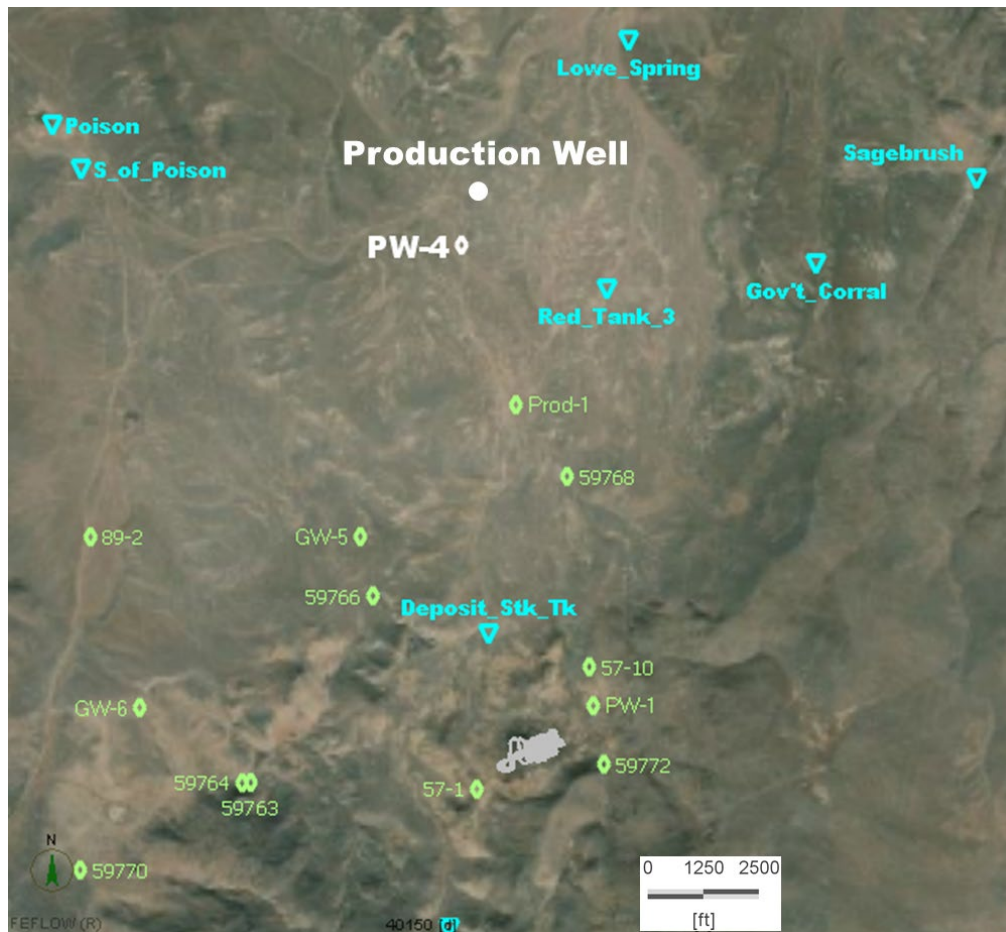 Lowe_Spring
Poison
Production Well
Sagebrush
S_of_Poison
PW-4
Gov't_Corral
Red_Tank_3
Prod-1
59768
89-2
GW-5
59766
Deposit_Stk_Tk
57-10
GW-6
PW-1
59772
59764
57-1
59763
N
59770
0 1250 2500
[ft]
FEFLOW (R)
40150 [d]